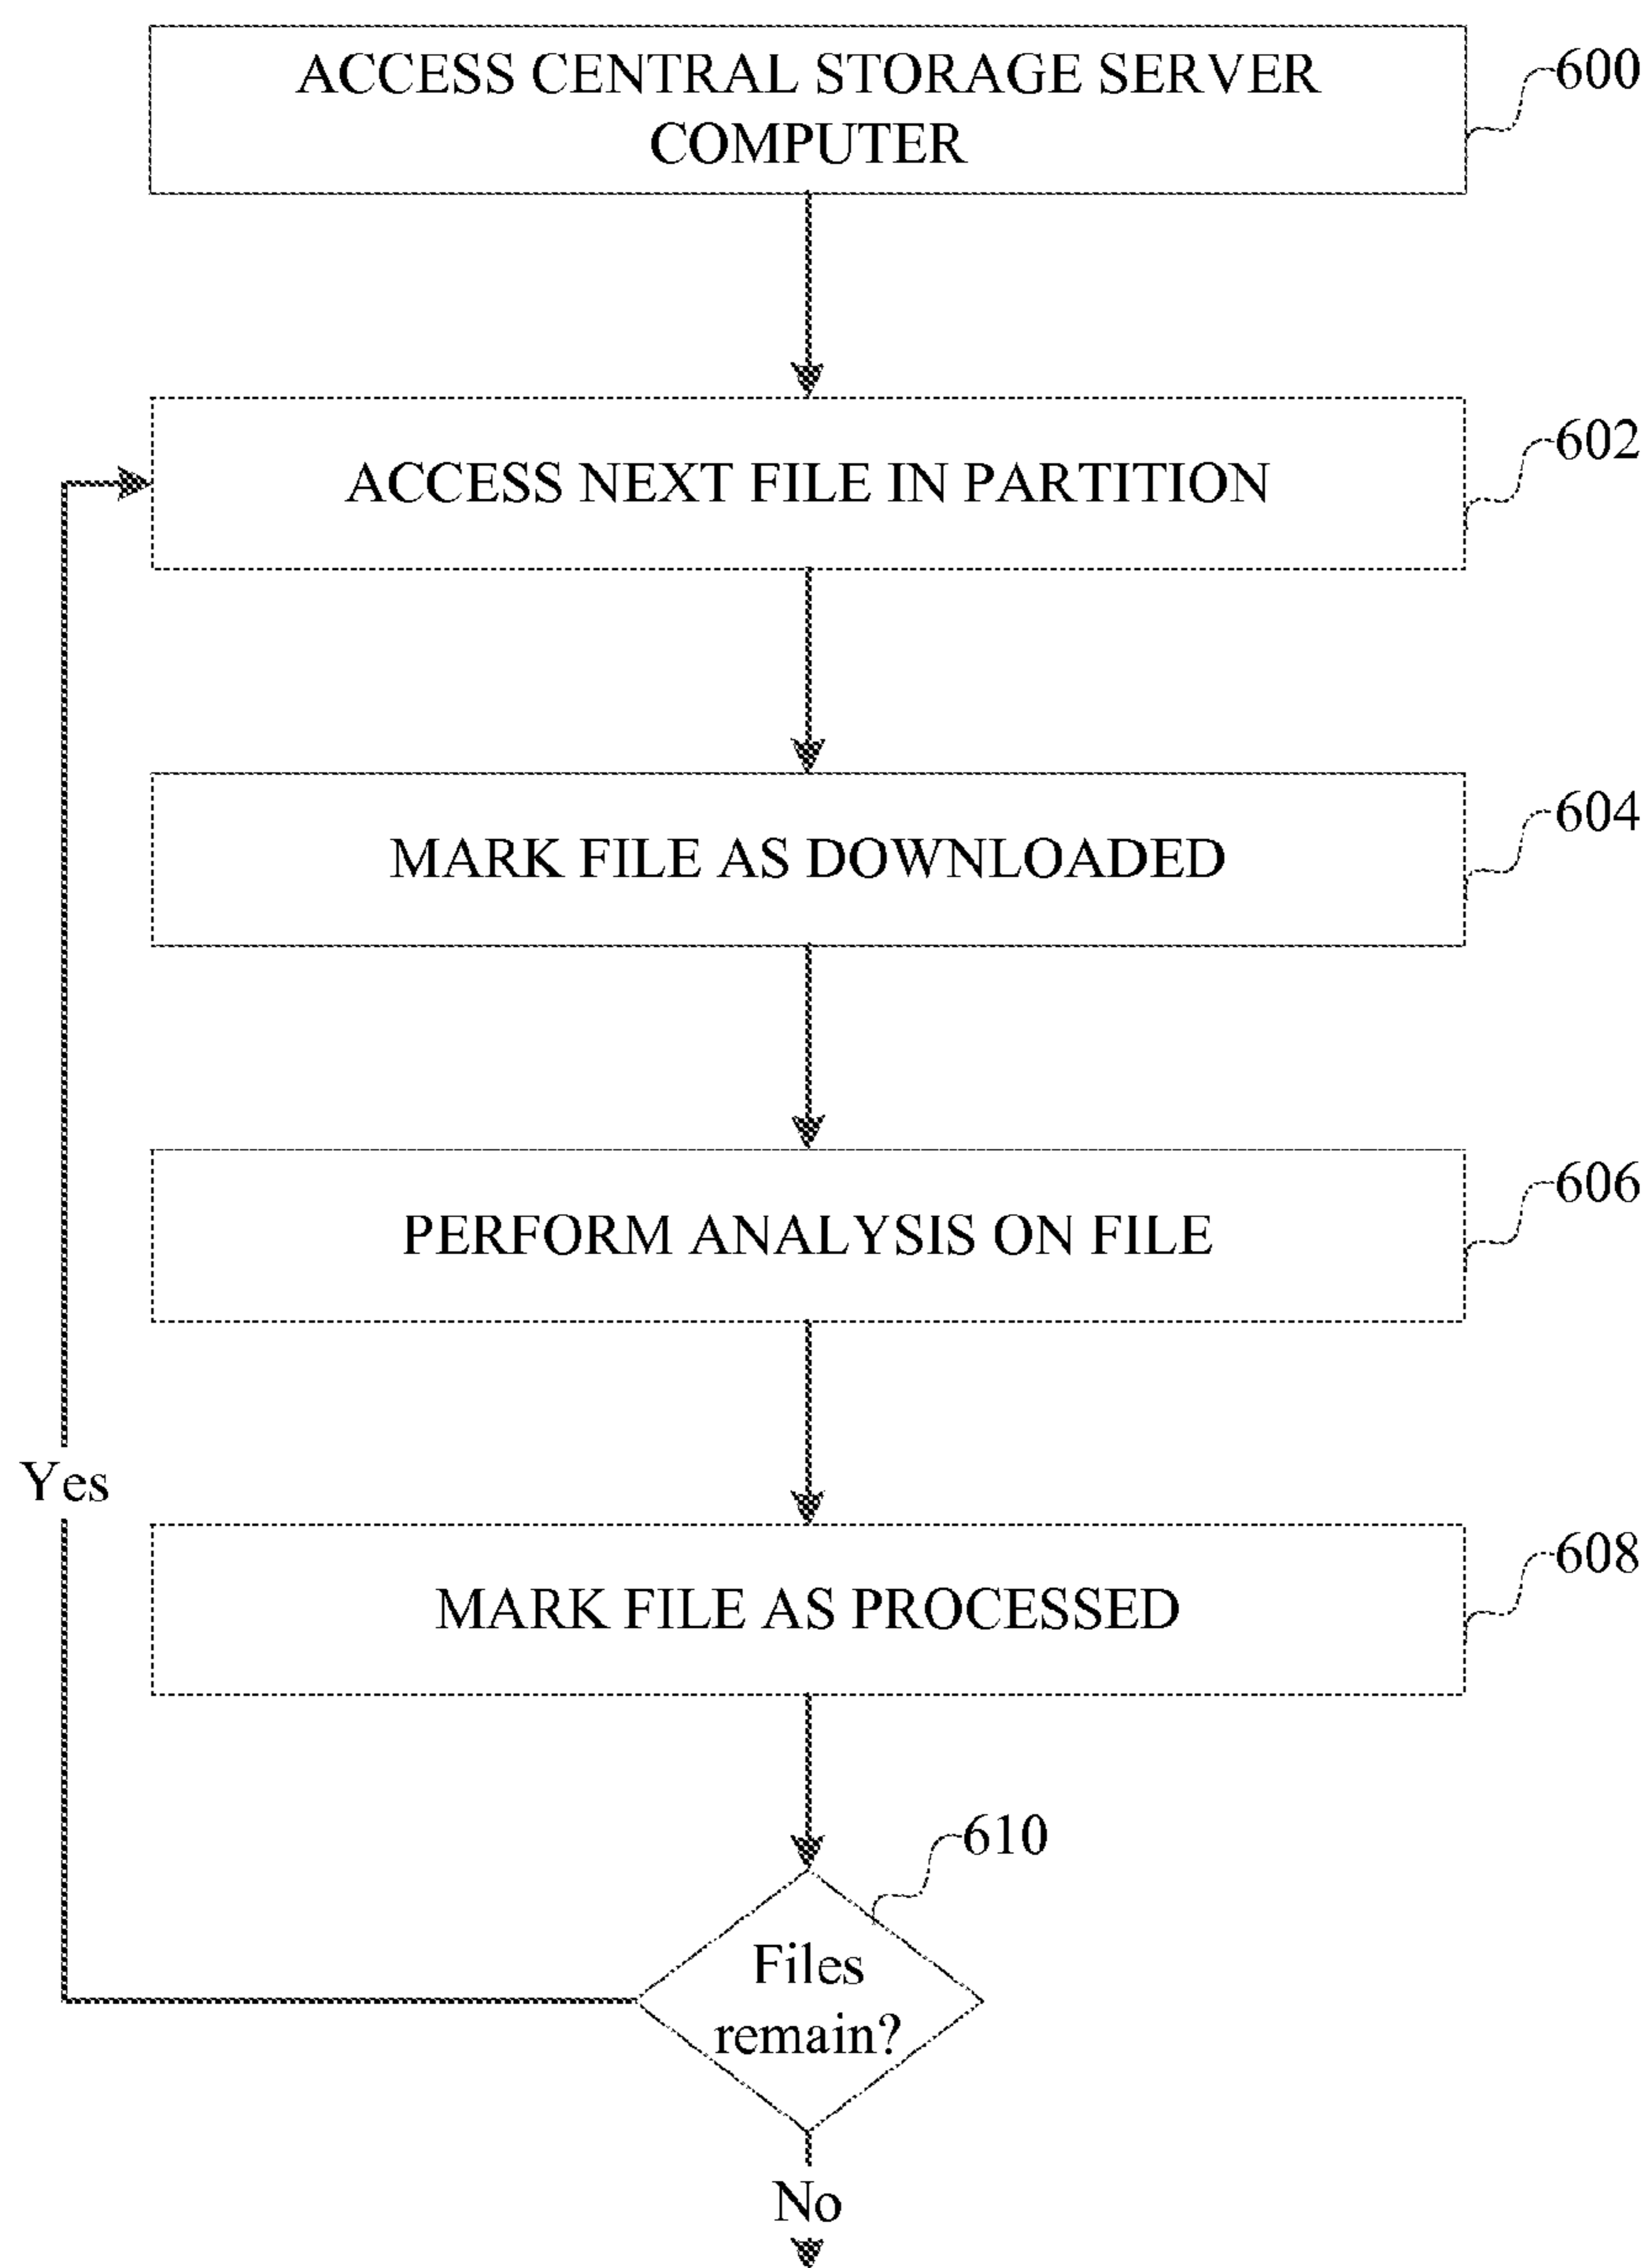 ACCESS CENTRAL STORAGE SERVER
COMPUTER
600
ACCESS NEXT FILE IN PARTITION
602
MARK FILE AS DOWNLOADED
604
PERFORM ANALYSIS ON FILE
606
Yes
MARK FILE AS PROCESSED
608
610
Files
remain?
No